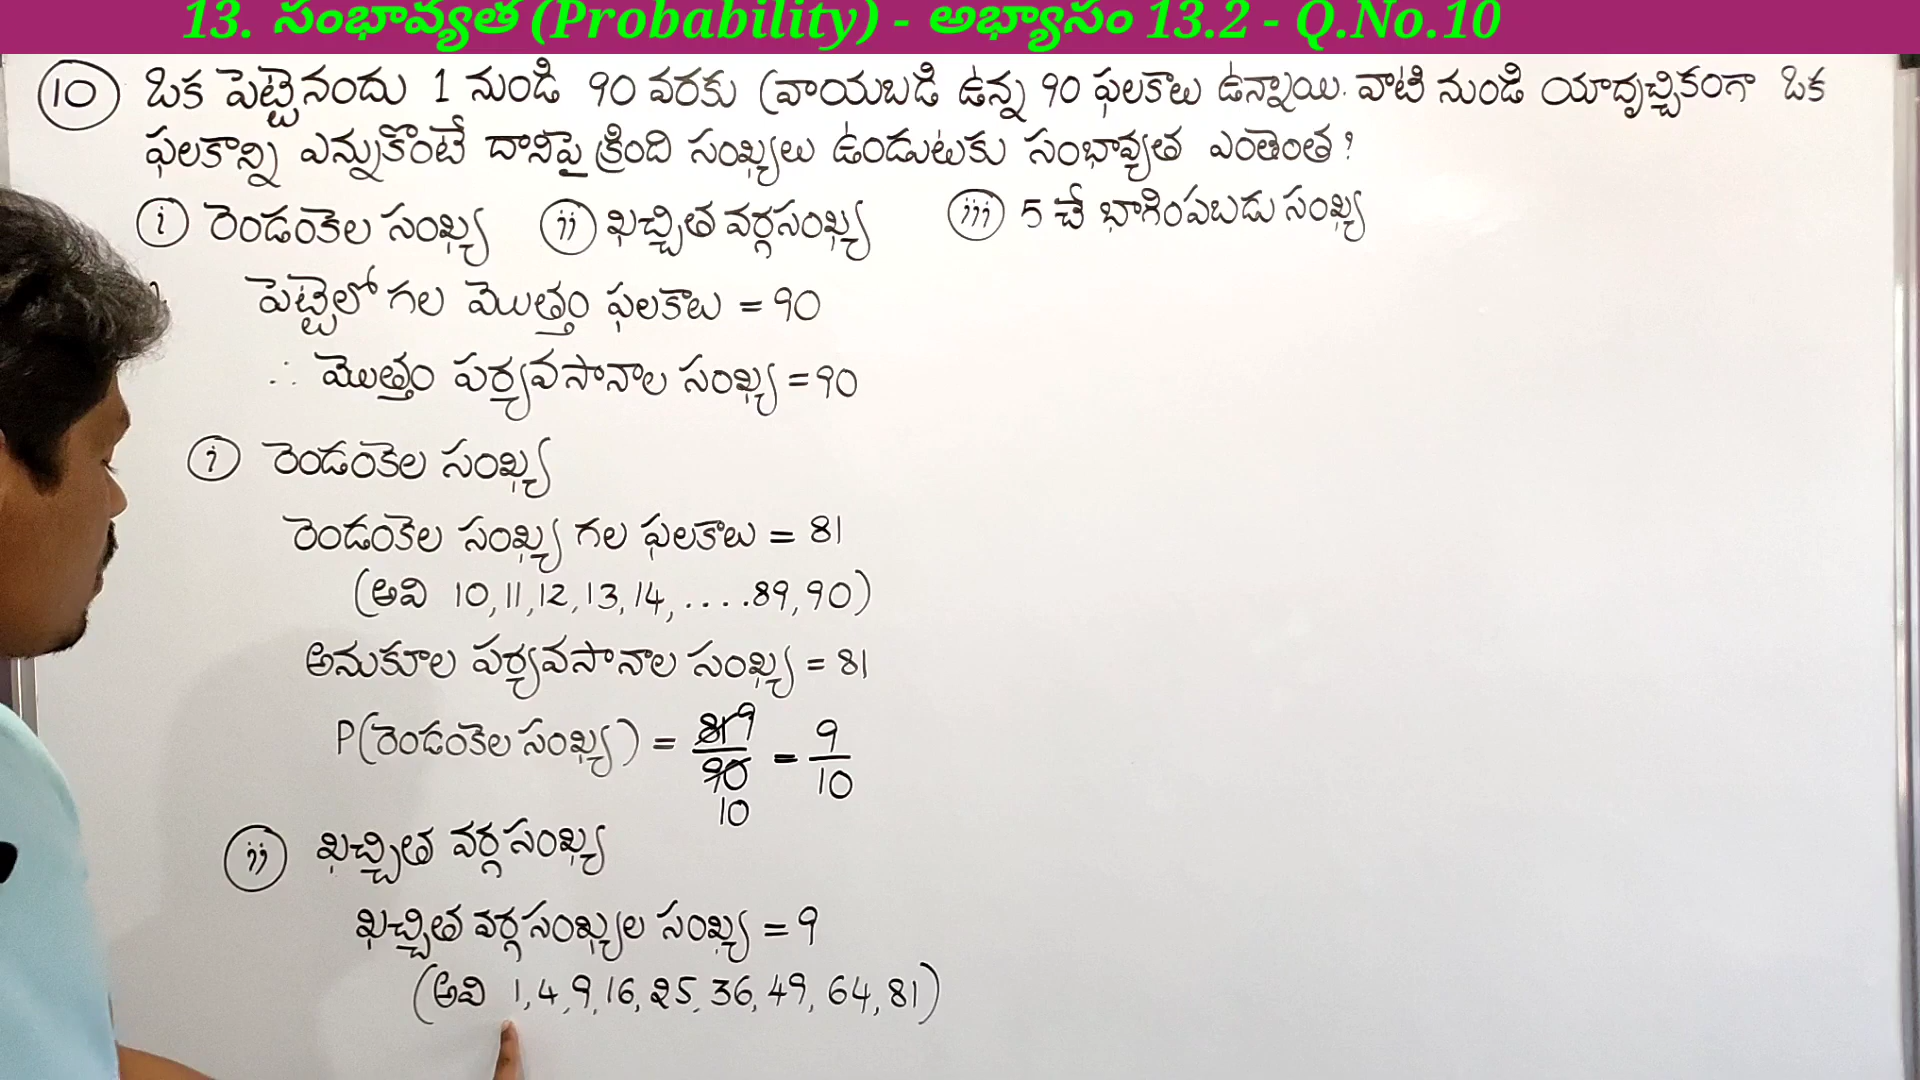 13. సంభావ్యత (Probability) - అభ్యాసం 13.2 - Q.No.10
10 ఒక పెట్టెనందు 1 నుండి 90 వరకు వ్రాయబడి ఉన్న 90 ఫలకాలు ఉన్నాయి. వాటి నుండి యాదృచ్చికంగా ఒక
ఫలకాన్ని ఎన్నుకొంటే దానిపై క్రింది సంఖ్యలు ఉండుటకు సంభావ్యత ఎంతెంత?
i రెండంకెల సంఖ్య ii ఖచ్చిత వర్గసంఖ్య iii 5 చే భాగింపబడు సంఖ్య
పెట్టెలో గల మొత్తం ఫలకాలు = 90
∴ మొత్తం పర్యవసానాల సంఖ్య = 90
i రెండంకెల సంఖ్య
రెండంకెల సంఖ్య గల ఫలకాలు = 81
(అవి 10, 11, 12, 13, 14, ....89, 90)
అనుకూల పర్యవసానాల సంఖ్య = 81
P(రెండంకెల సంఖ్య) = 81 9/90 10 = 9/10
ii ఖచ్చిత వర్గసంఖ్య
ఖచ్చిత వర్గసంఖ్యల సంఖ్య = 9
(అవి 1, 4, 9, 16, 25, 36, 49, 64, 81)